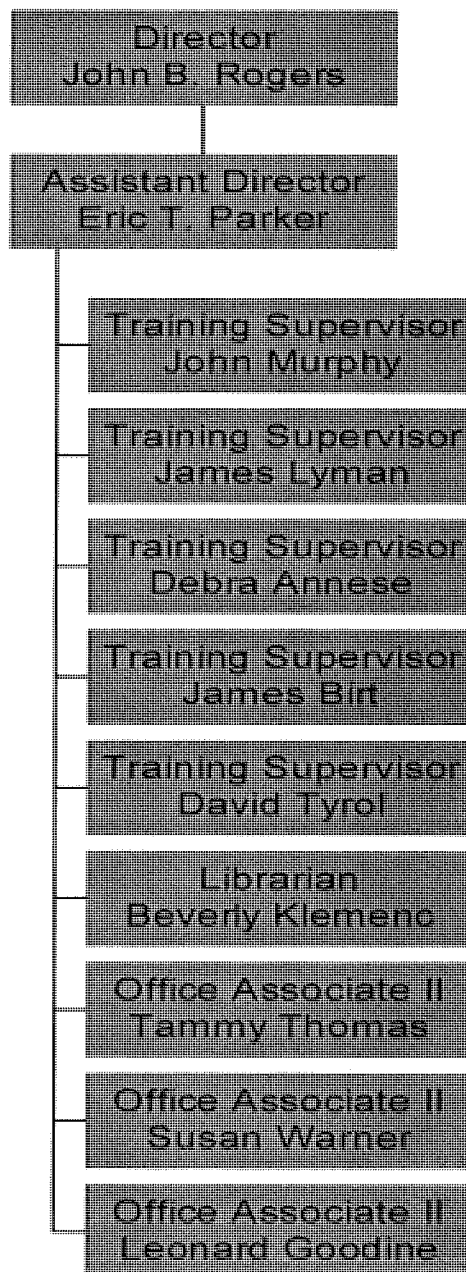 Director
John B. Rogers
Assistant Director
Eric T. Parker
Training Supervisor
John Murphy
Training Supervisor
James Lyman
Training Supervisor
Debra Annese
Training Supervisor
James Birt
Training Supervisor
David Tyrol
Librarian
Beverly Klemenc
Office Associate II
Tammy Thomas
Office Associate II
Susan Warner
Office Associate II
Leonard Goodine